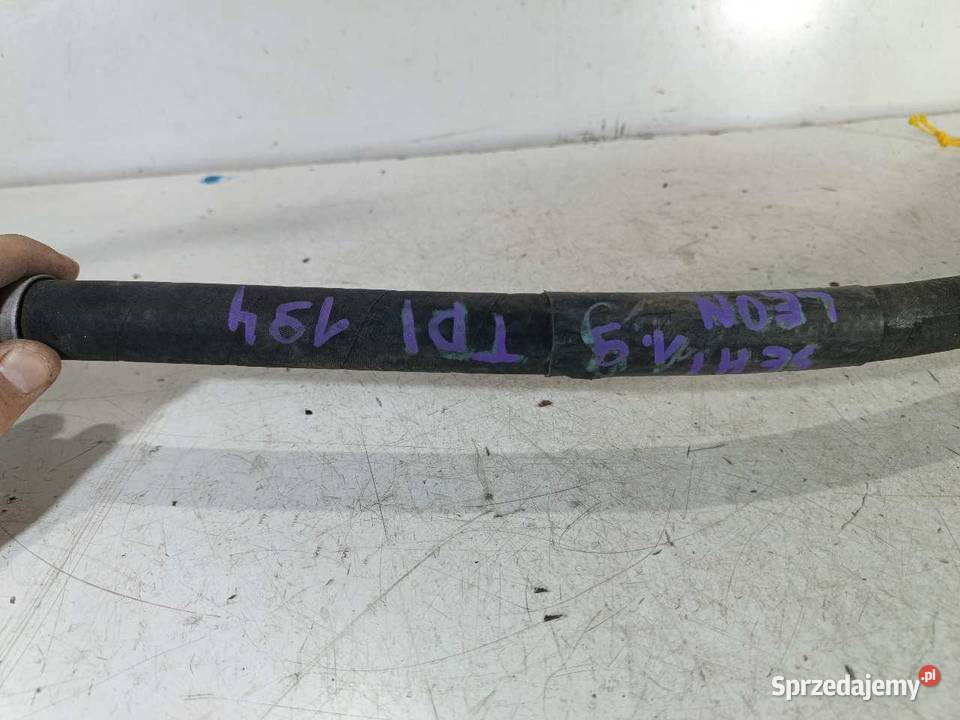 SEAT
LEON
1.9 TDI 194
Sprzedajemy.pl